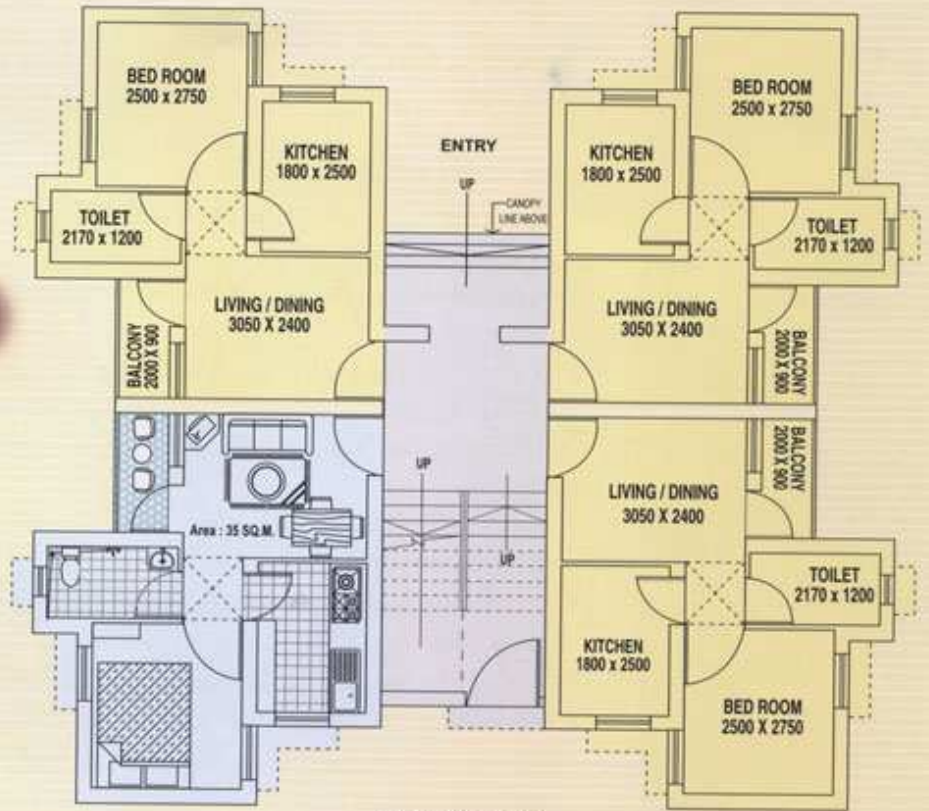 BED ROOM
2500 x 2750
KITCHEN
1800 x 2500
TOILET
2170 x 1200
LIVING / DINING
3050 X 2400
BALCONY
2000 X 900
ENTRY
UP
CANOPY
LINE ABOVE
BED ROOM
2500 x 2750
KITCHEN
1800 x 2500
TOILET
2170 x 1200
LIVING / DINING
3050 X 2400
BALCONY
2000 X 900
Area : 35 SQ.M.
UP
UP
BALCONY
2000 X 900
LIVING / DINING
3050 X 2400
TOILET
2170 x 1200
KITCHEN
1800 x 2500
BED ROOM
2500 X 2750